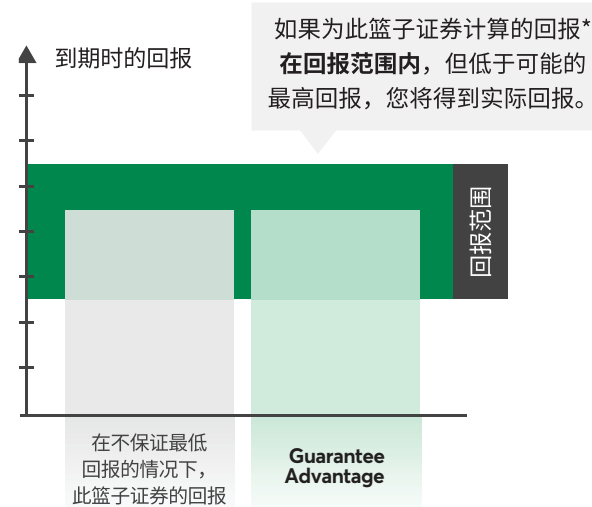 如果为此篮子证券计算的回报*
在回报范围内，但低于可能的
最高回报，您将得到实际回报。
到期时的回报
回报范围
在不保证最低
回报的情况下，
此篮子证券的回报
Guarantee
Advantage